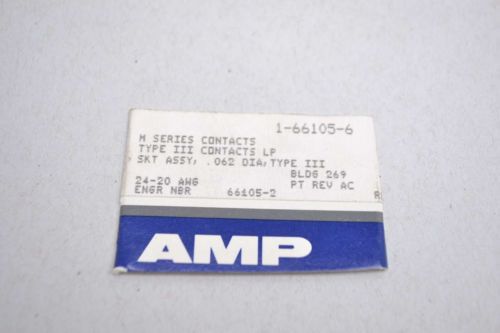 1-66105-6
M SERIES CONTACTS
TYPE III CONTACTS LP
SKT ASSY, .062 DIA,TYPE III
BLDG 269
24-20 AWG PT REV AC
ENGR NBR 66105-2 R
AMP